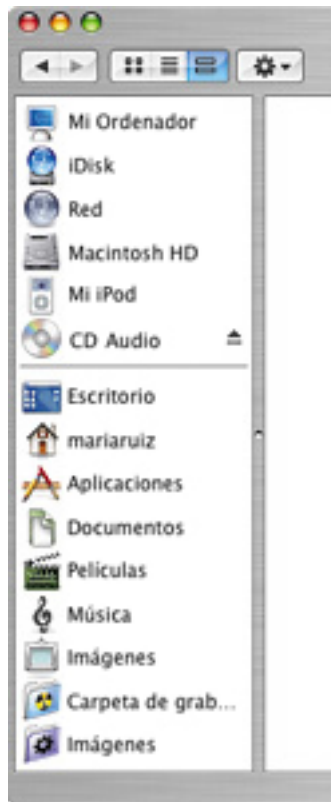 Mi Ordenador
iDisk
Red
Macintosh HD
Mi iPod
CD Audio
Escritorio
mariaruiz
Aplicaciones
Documentos
Películas
Música
Imágenes
Carpeta de grab...
Imágenes